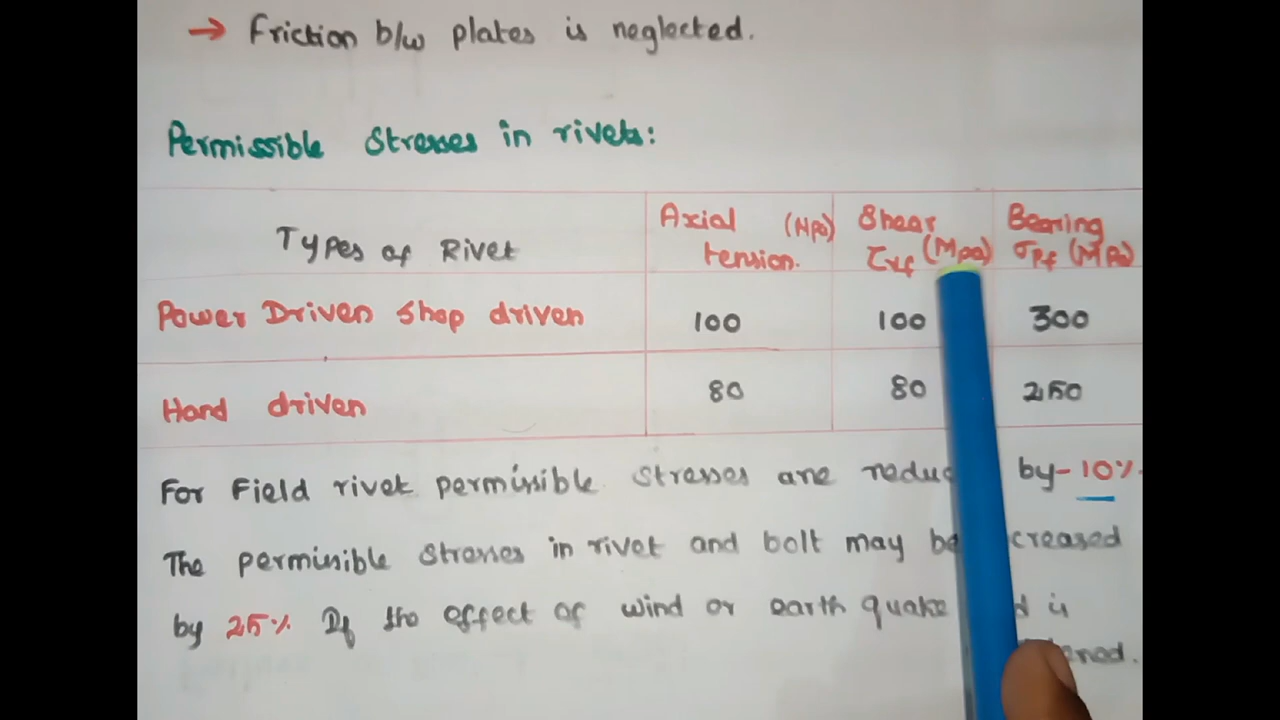 → Friction b/w plates is neglected.
Permissible Stresses in rivets:
Types of Rivet Axial (MPa) tension. Shear τvf (MPa) Bearing σPf (MPa)
Power Driven Shop driven 100 100 300
Hand driven 80 80 250
For Field rivet permissible stresses are reduc by - 10%
The permissible stresses in rivet and bolt may be creased
by 25% If the effect of wind or earth quake is